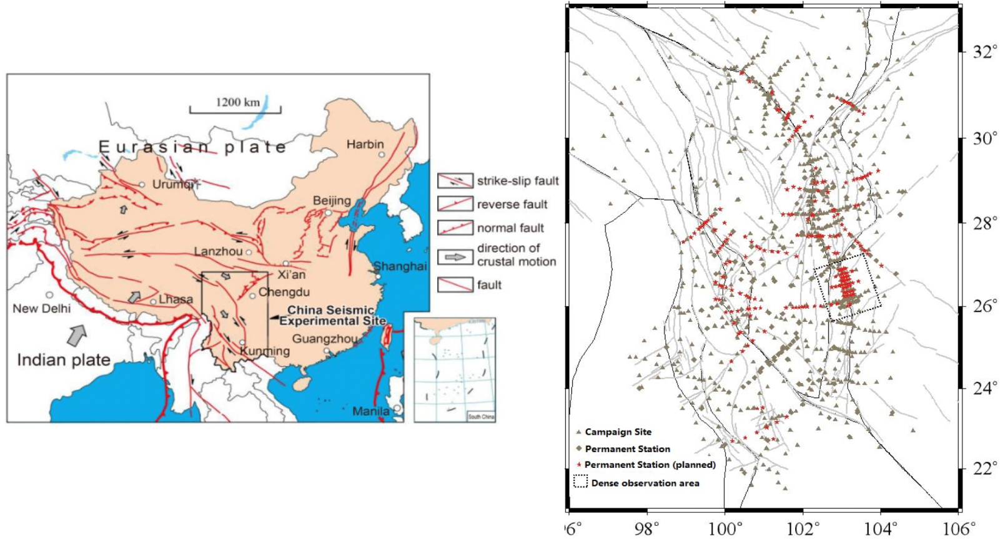 1200 km
Eurasian plate
Harbin
Urumqi
Beijing
Lanzhou
Xi'an
Shanghai
Chengdu
Lhasa
New Delhi
China Seismic
Experimental Site
Guangzhou
Kunming
Indian plate
Manila
South China
strike-slip fault
reverse fault
normal fault
direction of
crustal motion
fault
32°
30°
28°
26°
24°
22°
Campaign Site
Permanent Station
Permanent Station (planned)
Dense observation area
6°
98°
100°
102°
104°
106°